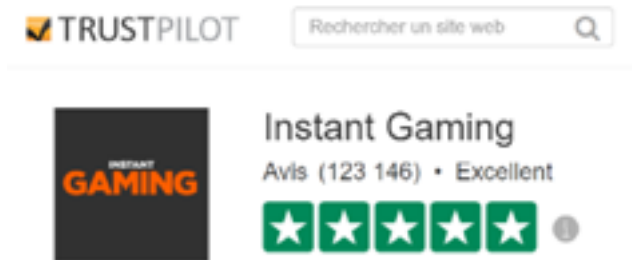 TRUSTPILOT
Rechercher un site web
INSTANT
GAMING
Instant Gaming
Avis (123 146) • Excellent